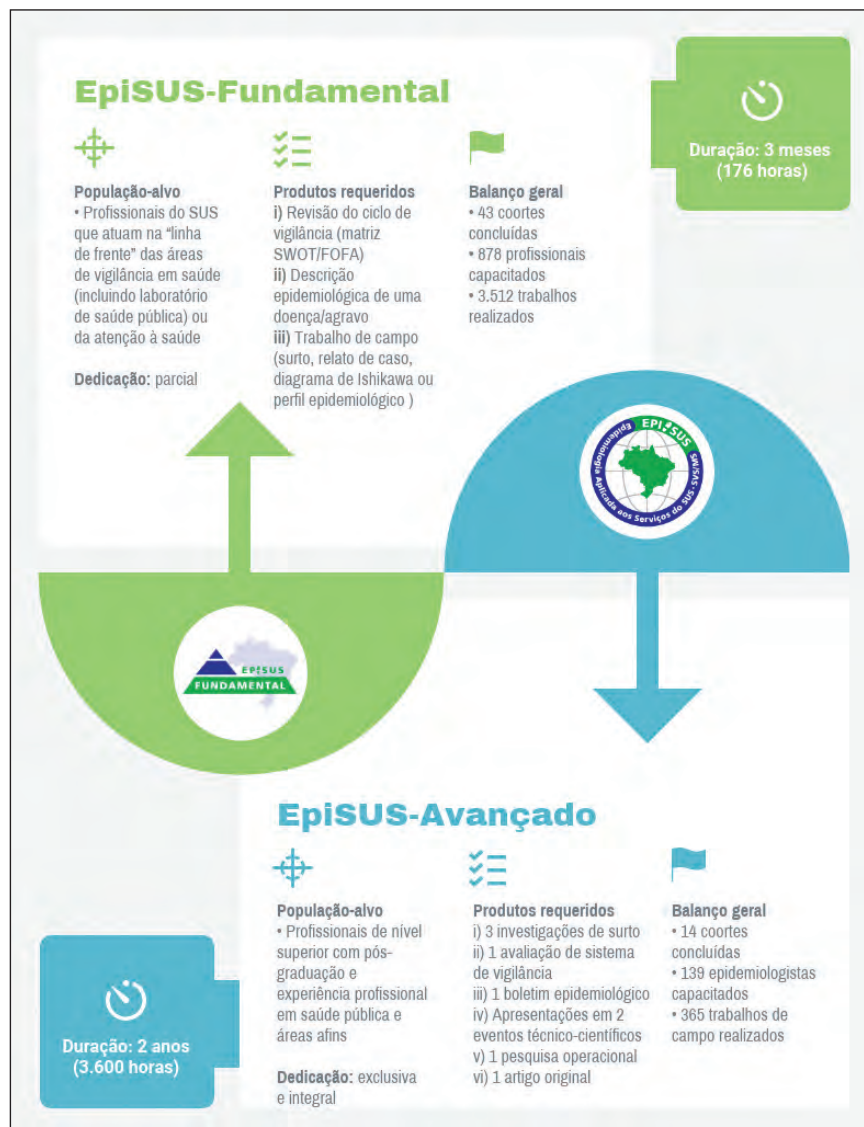 EpiSUS-Fundamental
População-alvo
• Profissionais do SUS
que atuam na “linha
de frente” das áreas
de vigilância em saúde
(incluindo laboratório
de saúde pública) ou
da atenção à saúde
Dedicação: parcial
Produtos requeridos
i) Revisão do ciclo de
vigilância (matriz
SWOT/FOFA)
ii) Descrição
epidemiológica de uma
doença/agravo
iii) Trabalho de campo
(surto, relato de caso,
diagrama de Ishikawa ou
perfil epidemiológico )
Balanço geral
• 43 coortes
concluídas
• 878 profissionais
capacitados
• 3.512 trabalhos
realizados
Duração: 3 meses
(176 horas)
EPISUS
Epidemiologia Aplicada aos Serviços do SUS-SVS/MS
EPISUS
FUNDAMENTAL
EpiSUS-Avançado
População-alvo
• Profissionais de nível
superior com pós-
graduação e
experiência profissional
em saúde pública e
áreas afins
Dedicação: exclusiva
e integral
Produtos requeridos
i) 3 investigações de surto
ii) 1 avaliação de sistema
de vigilância
iii) 1 boletim epidemiológico
iv) Apresentações em 2
eventos técnico-científicos
v) 1 pesquisa operacional
vi) 1 artigo original
Balanço geral
• 14 coortes
concluídas
• 139 epidemiologistas
capacitados
• 365 trabalhos de
campo realizados
Duração: 2 anos
(3.600 horas)